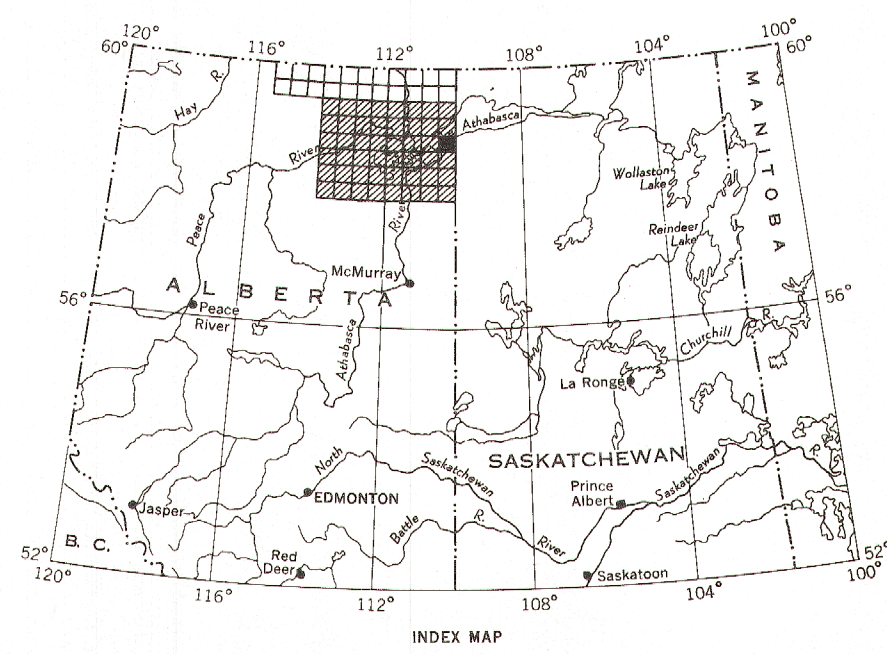 120°
60°
116°
112°
108°
104°
100°
60°
Hay
R.
River
Athabasca
MANITOBA
Wollaston
Lake
Peace
River
Reindeer
Lake
McMurray
ALBERTA
56°
56°
Peace
River
R.
Churchill
Athabasca
La Ronge
SASKATCHEWAN
North
Saskatchewan
Saskatchewan
R.
Prince
Albert
EDMONTON
Jasper
Battle
R.
River
B. C.
Red
Deer
Saskatoon
52°
120°
116°
112°
108°
104°
52°
100°
INDEX MAP